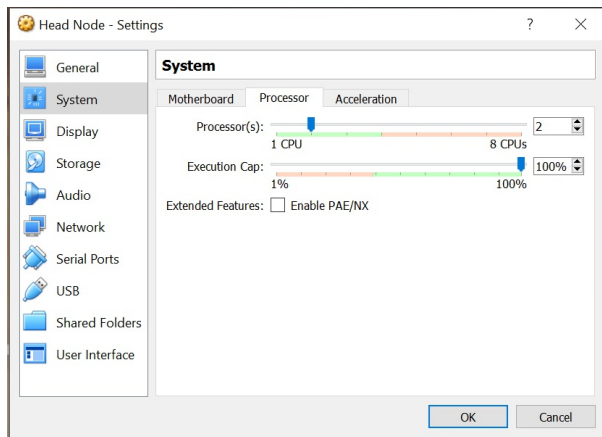 Head Node - Settings
?
General
System
Display
Storage
Audio
Network
Serial Ports
USB
Shared Folders
User Interface
System
Motherboard Processor Acceleration
Processor(s): 2
1 CPU 8 CPUs
Execution Cap: 100%
1% 100%
Extended Features: Enable PAE/NX
OK Cancel